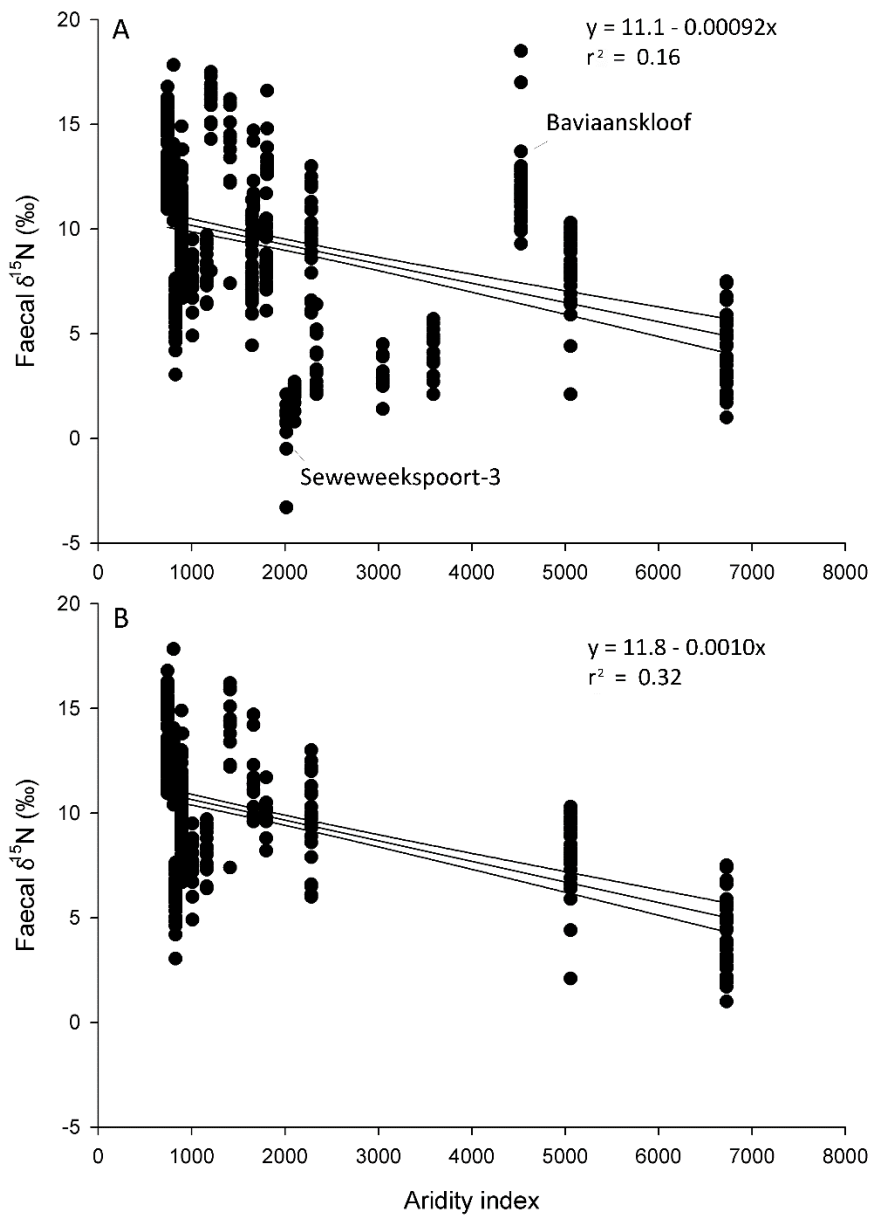 A
y = 11.1 - 0.00092x
r² = 0.16
20
15
10
5
0
-5
Faecal δ¹⁵N (‰)
Baviaanskloof
Seweweekspoort-3
0 1000 2000 3000 4000 5000 6000 7000 8000
B
y = 11.8 - 0.0010x
r² = 0.32
20
15
10
5
0
-5
Faecal δ¹⁵N (‰)
0 1000 2000 3000 4000 5000 6000 7000 8000
Aridity index